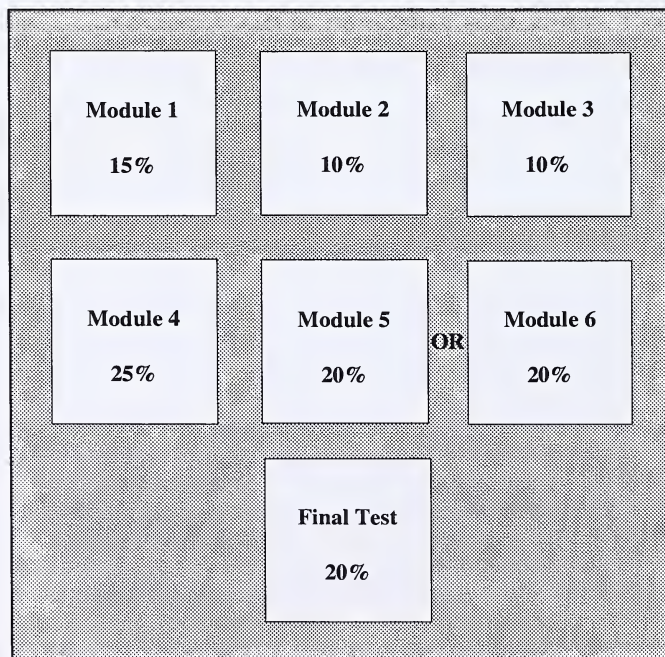 Module 1
15%
Module 2
10%
Module 3
10%
Module 4
25%
Module 5
20%
OR
Module 6
20%
Final Test
20%